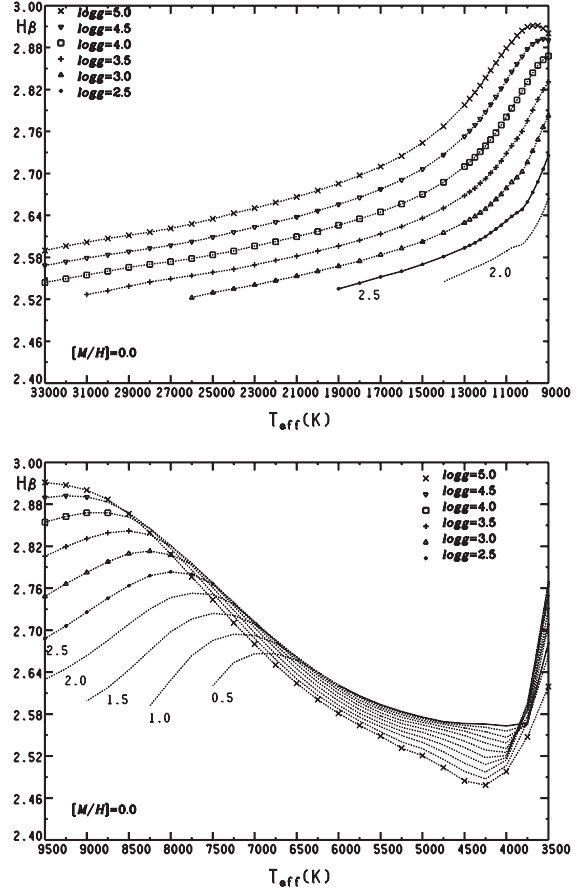 3.00
Hβ
2.88
2.82
2.76
2.70
2.64
2.58
2.52
2.46
2.40
logg=5.0
logg=4.5
logg=4.0
logg=3.5
logg=3.0
logg=2.5
2.5
2.0
[M/H]=0.0
33000 31000 29000 27000 25000 23000 21000 19000 17000 15000 13000 11000 9000
Teff(K)
3.00
Hβ
2.88
2.82
2.76
2.70
2.64
2.58
2.52
2.46
2.40
logg=5.0
logg=4.5
logg=4.0
logg=3.5
logg=3.0
logg=2.5
2.5
2.0
1.5
1.0
0.5
[M/H]=0.0
9500 9000 8500 8000 7500 7000 6500 6000 5500 5000 4500 4000 3500
Teff(K)